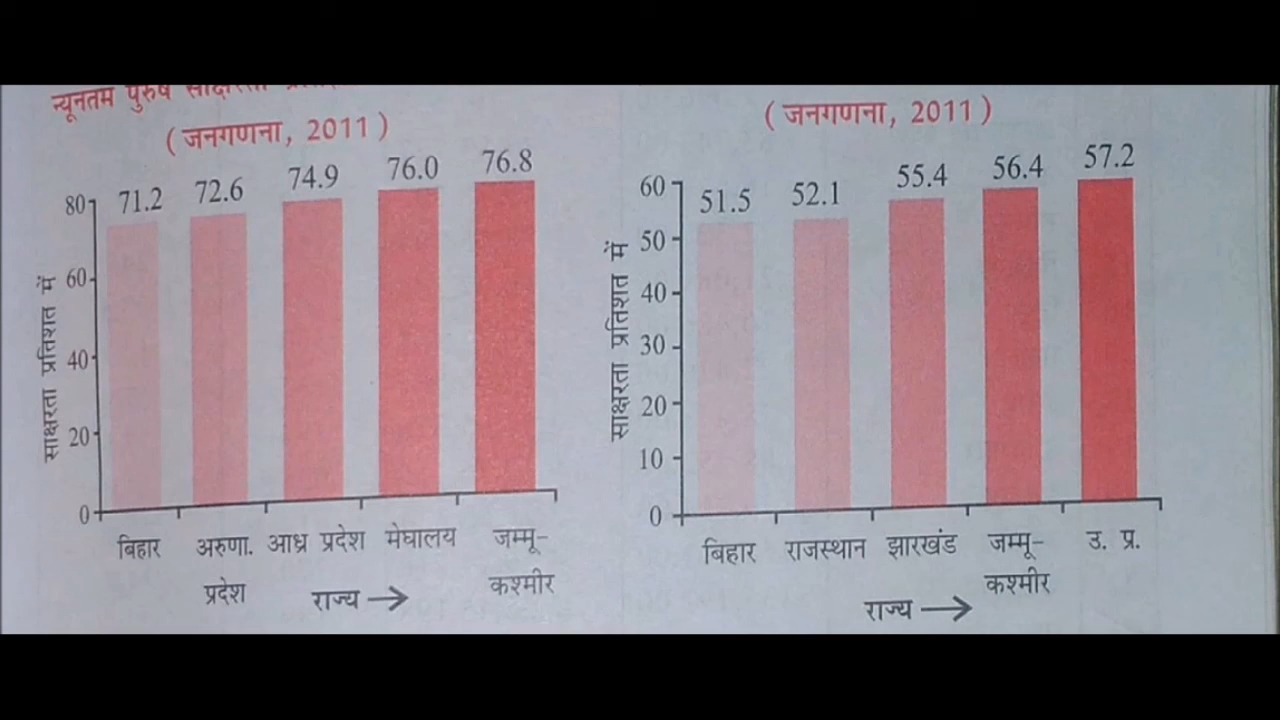 न्यूनतम पुरुष साक्षरता
( जनगणना, 2011 )
71.2 72.6 74.9 76.0 76.8
80
60
40
20
0
साक्षरता प्रतिशत में
बिहार अरुणा. आध्र प्रदेश मेघालय जम्मू-
प्रदेश कश्मीर
राज्य
( जनगणना, 2011 )
51.5 52.1 55.4 56.4 57.2
60
50
40
30
20
10
0
साक्षरता प्रतिशत में
बिहार राजस्थान झारखंड जम्मू- उ. प्र.
कश्मीर
राज्य